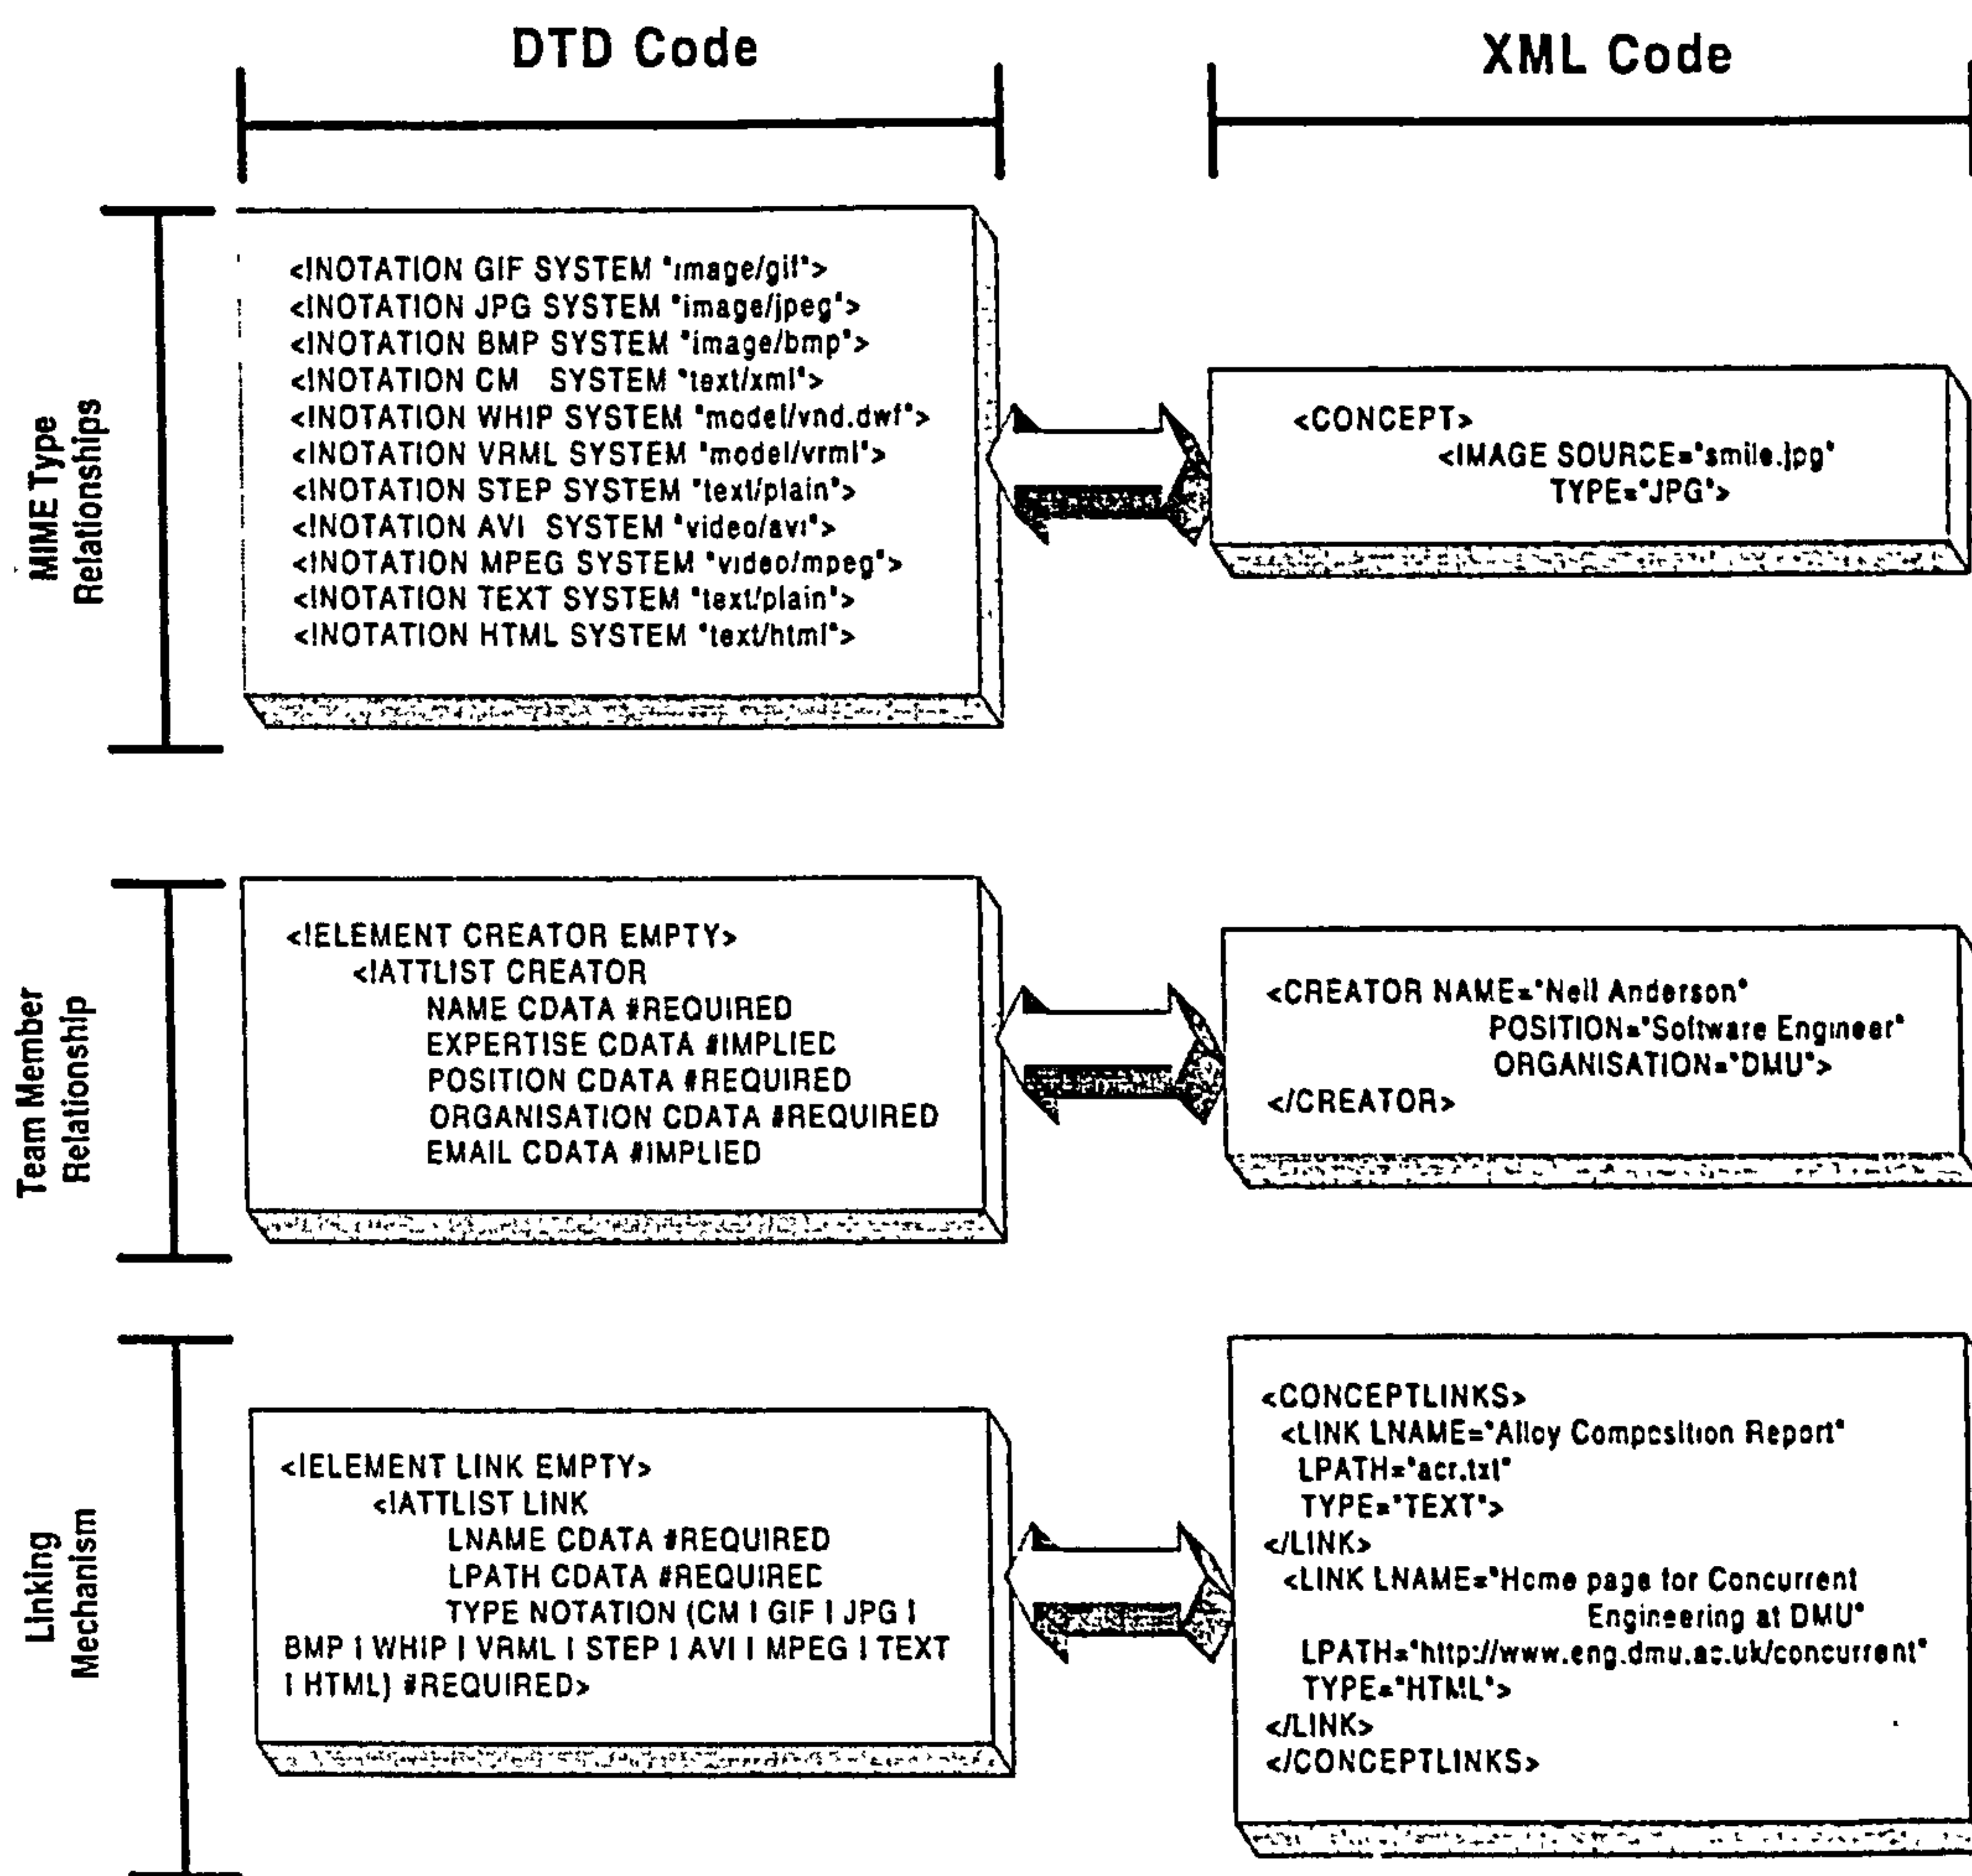 DTD Code
XML Code
MIME Type
Relationships
<!NOTATION GIF SYSTEM "image/gif">
<!NOTATION JPG SYSTEM "image/jpeg">
<!NOTATION BMP SYSTEM "image/bmp">
<!NOTATION CM SYSTEM "text/xml">
<!NOTATION WHIP SYSTEM "model/vnd.dwf">
<!NOTATION VRML SYSTEM "model/vrml">
<!NOTATION STEP SYSTEM "text/plain">
<!NOTATION AVI SYSTEM "video/avi">
<!NOTATION MPEG SYSTEM "video/mpeg">
<!NOTATION TEXT SYSTEM "text/plain">
<!NOTATION HTML SYSTEM "text/html">
<CONCEPT>
<IMAGE SOURCE="smile.jpg"
TYPE="JPG">
Team Member
Relationship
<!ELEMENT CREATOR EMPTY>
<!ATTLIST CREATOR
NAME CDATA #REQUIRED
EXPERTISE CDATA #IMPLIED
POSITION CDATA #REQUIRED
ORGANISATION CDATA #REQUIRED
EMAIL CDATA #IMPLIED
<CREATOR NAME="Neil Anderson"
POSITION="Software Engineer"
ORGANISATION="DMU">
</CREATOR>
Linking
Mechanism
<!ELEMENT LINK EMPTY>
<!ATTLIST LINK
LNAME CDATA #REQUIRED
LPATH CDATA #REQUIRED
TYPE NOTATION (CM | GIF | JPG |
BMP | WHIP | VRML | STEP | AVI | MPEG | TEXT
| HTML) #REQUIRED>
<CONCEPTLINKS>
<LINK LNAME="Alloy Composition Report"
LPATH="acr.txt"
TYPE="TEXT">
</LINK>
<LINK LNAME="Home page for Concurrent
Engineering at DMU"
LPATH="http://www.eng.dmu.ac.uk/concurrent"
TYPE="HTML">
</LINK>
</CONCEPTLINKS>